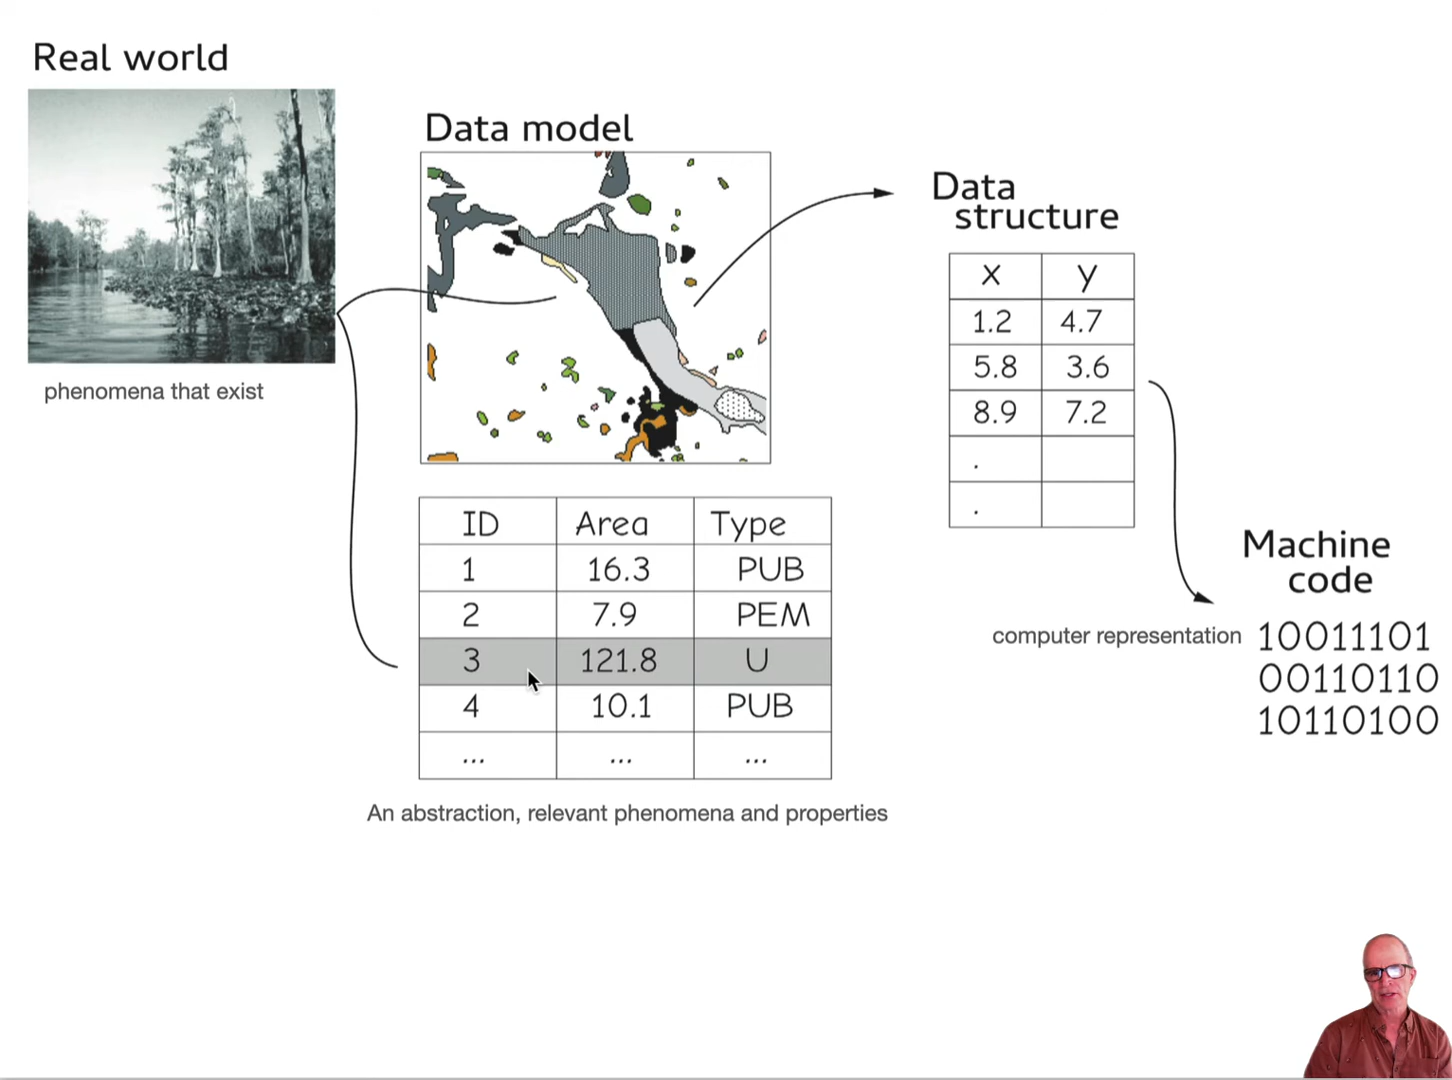 Real world
phenomena that exist
Data model
ID Area Type
1 16.3 PUB
2 7.9 PEM
3 121.8 U
4 10.1 PUB
... ... ...
An abstraction, relevant phenomena and properties
Data
structure
x y
1.2 4.7
5.8 3.6
8.9 7.2
.
.
Machine
code
computer representation
10011101
00110110
10110100